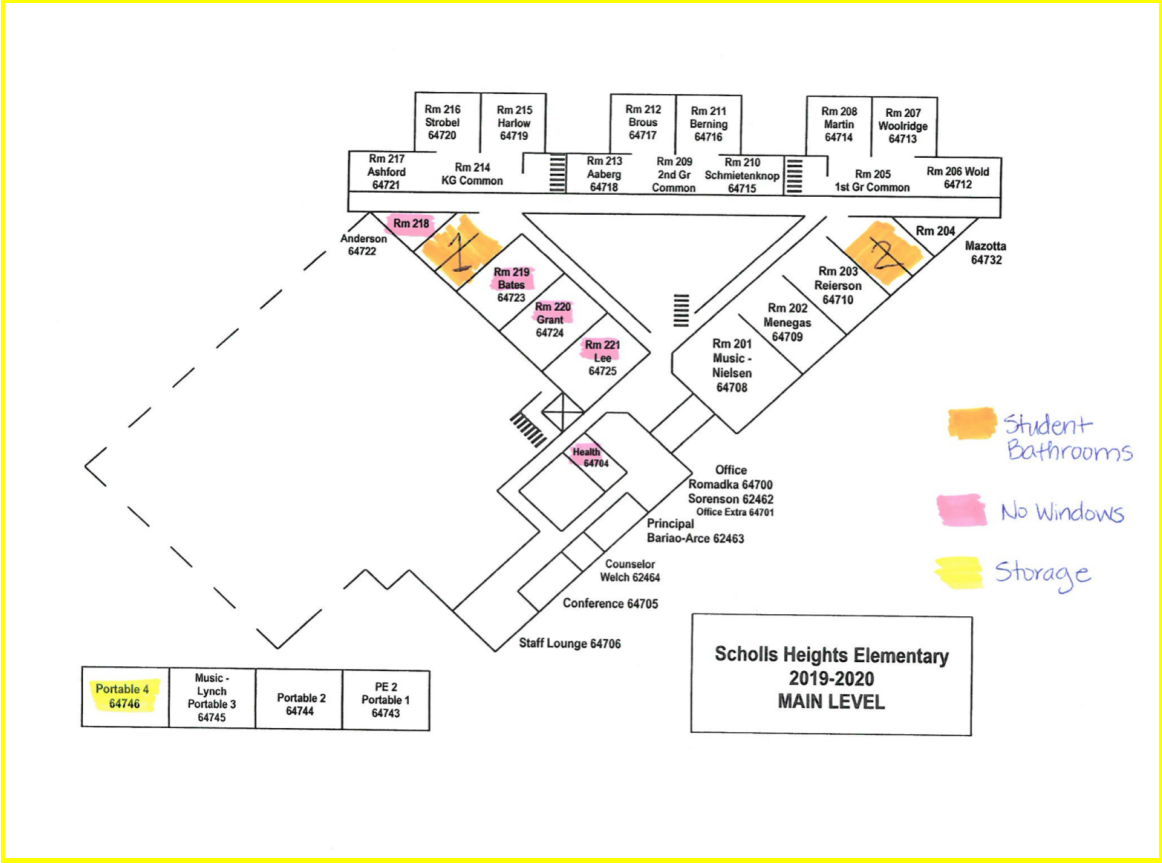 Rm 216
Strobel
64720
Rm 215
Harlow
64719
Rm 212
Brous
64717
Rm 211
Berning
64716
Rm 208
Martin
64714
Rm 207
Woolridge
64713
Rm 217
Ashford
64721
Rm 214
KG Common
Rm 213
Aaberg
64718
Rm 209
2nd Gr
Common
Rm 210
Schmietenknop
64715
Rm 205
1st Gr Common
Rm 206 Wold
64712
Anderson
64722
Rm 218
1
Rm 219
Bates
64723
Rm 220
Grant
64724
Rm 221
Lee
64725
2
Rm 204
Mazotta
64732
Rm 203
Reierson
64710
Rm 202
Menegas
64709
Rm 201
Music -
Nielsen
64708
Health
64704
Office
Romadka 64700
Sorenson 62462
Office Extra 64701
Principal
Bariao-Arce 62463
Counselor
Welch 62464
Conference 64705
Staff Lounge 64706
Student
Bathrooms
No Windows
Storage
Portable 4
64746
Music -
Lynch
Portable 3
64745
Portable 2
64744
PE 2
Portable 1
64743
Scholls Heights Elementary
2019-2020
MAIN LEVEL